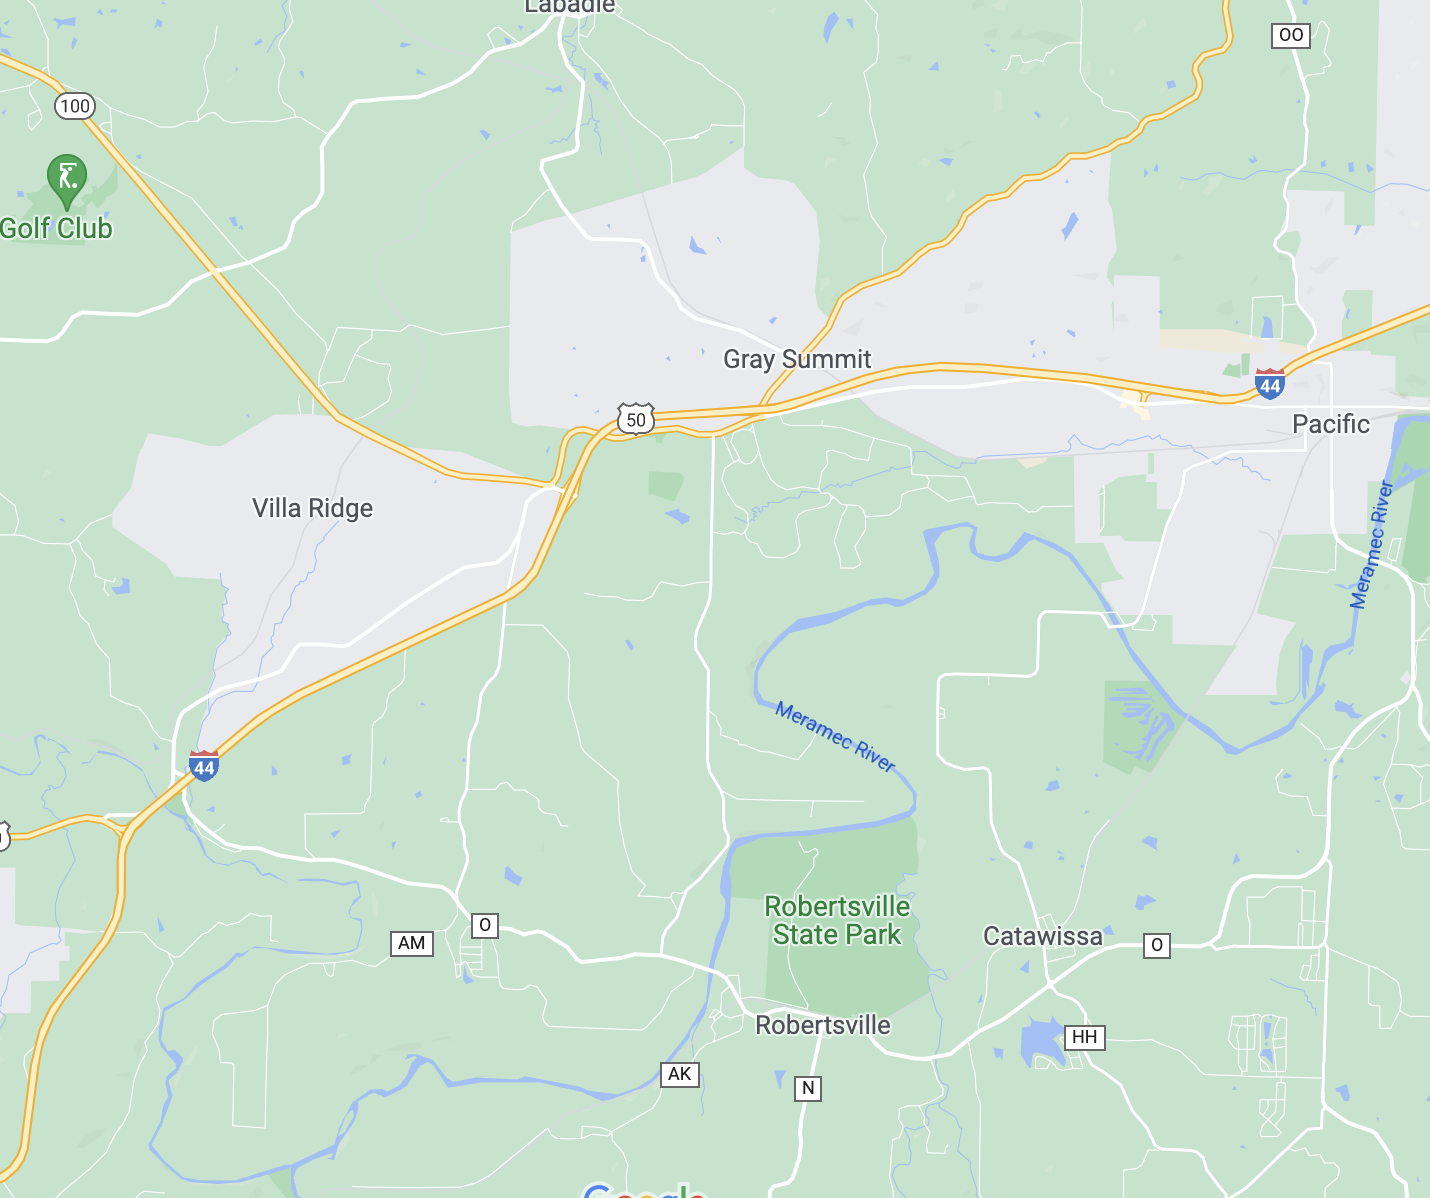 Labadie
OO
100
Golf Club
Gray Summit
44
50
Pacific
Villa Ridge
Meramec River
Meramec River
44
Robertsville
State Park
O
AM
Catawissa
O
Robertsville
HH
AK
N
Google